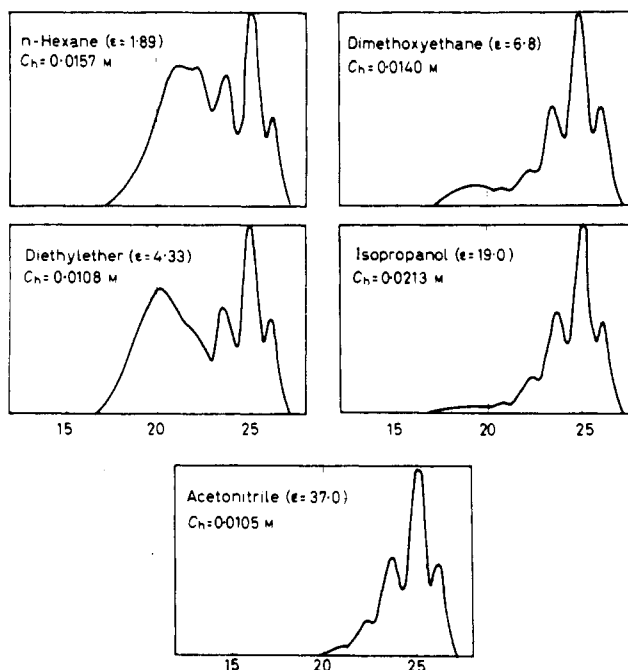 n-Hexane (ε=1·89)
Ch=0·0157 M
Dimethoxyethane (ε=6·8)
Ch=0·0140 M
Diethylether (ε=4·33)
Ch=0·0108 M
Isopropanol (ε=19·0)
Ch=0·0213 M
15 20 25
15 20 25
Acetonitrile (ε=37·0)
Ch=0·0105 M
15 20 25